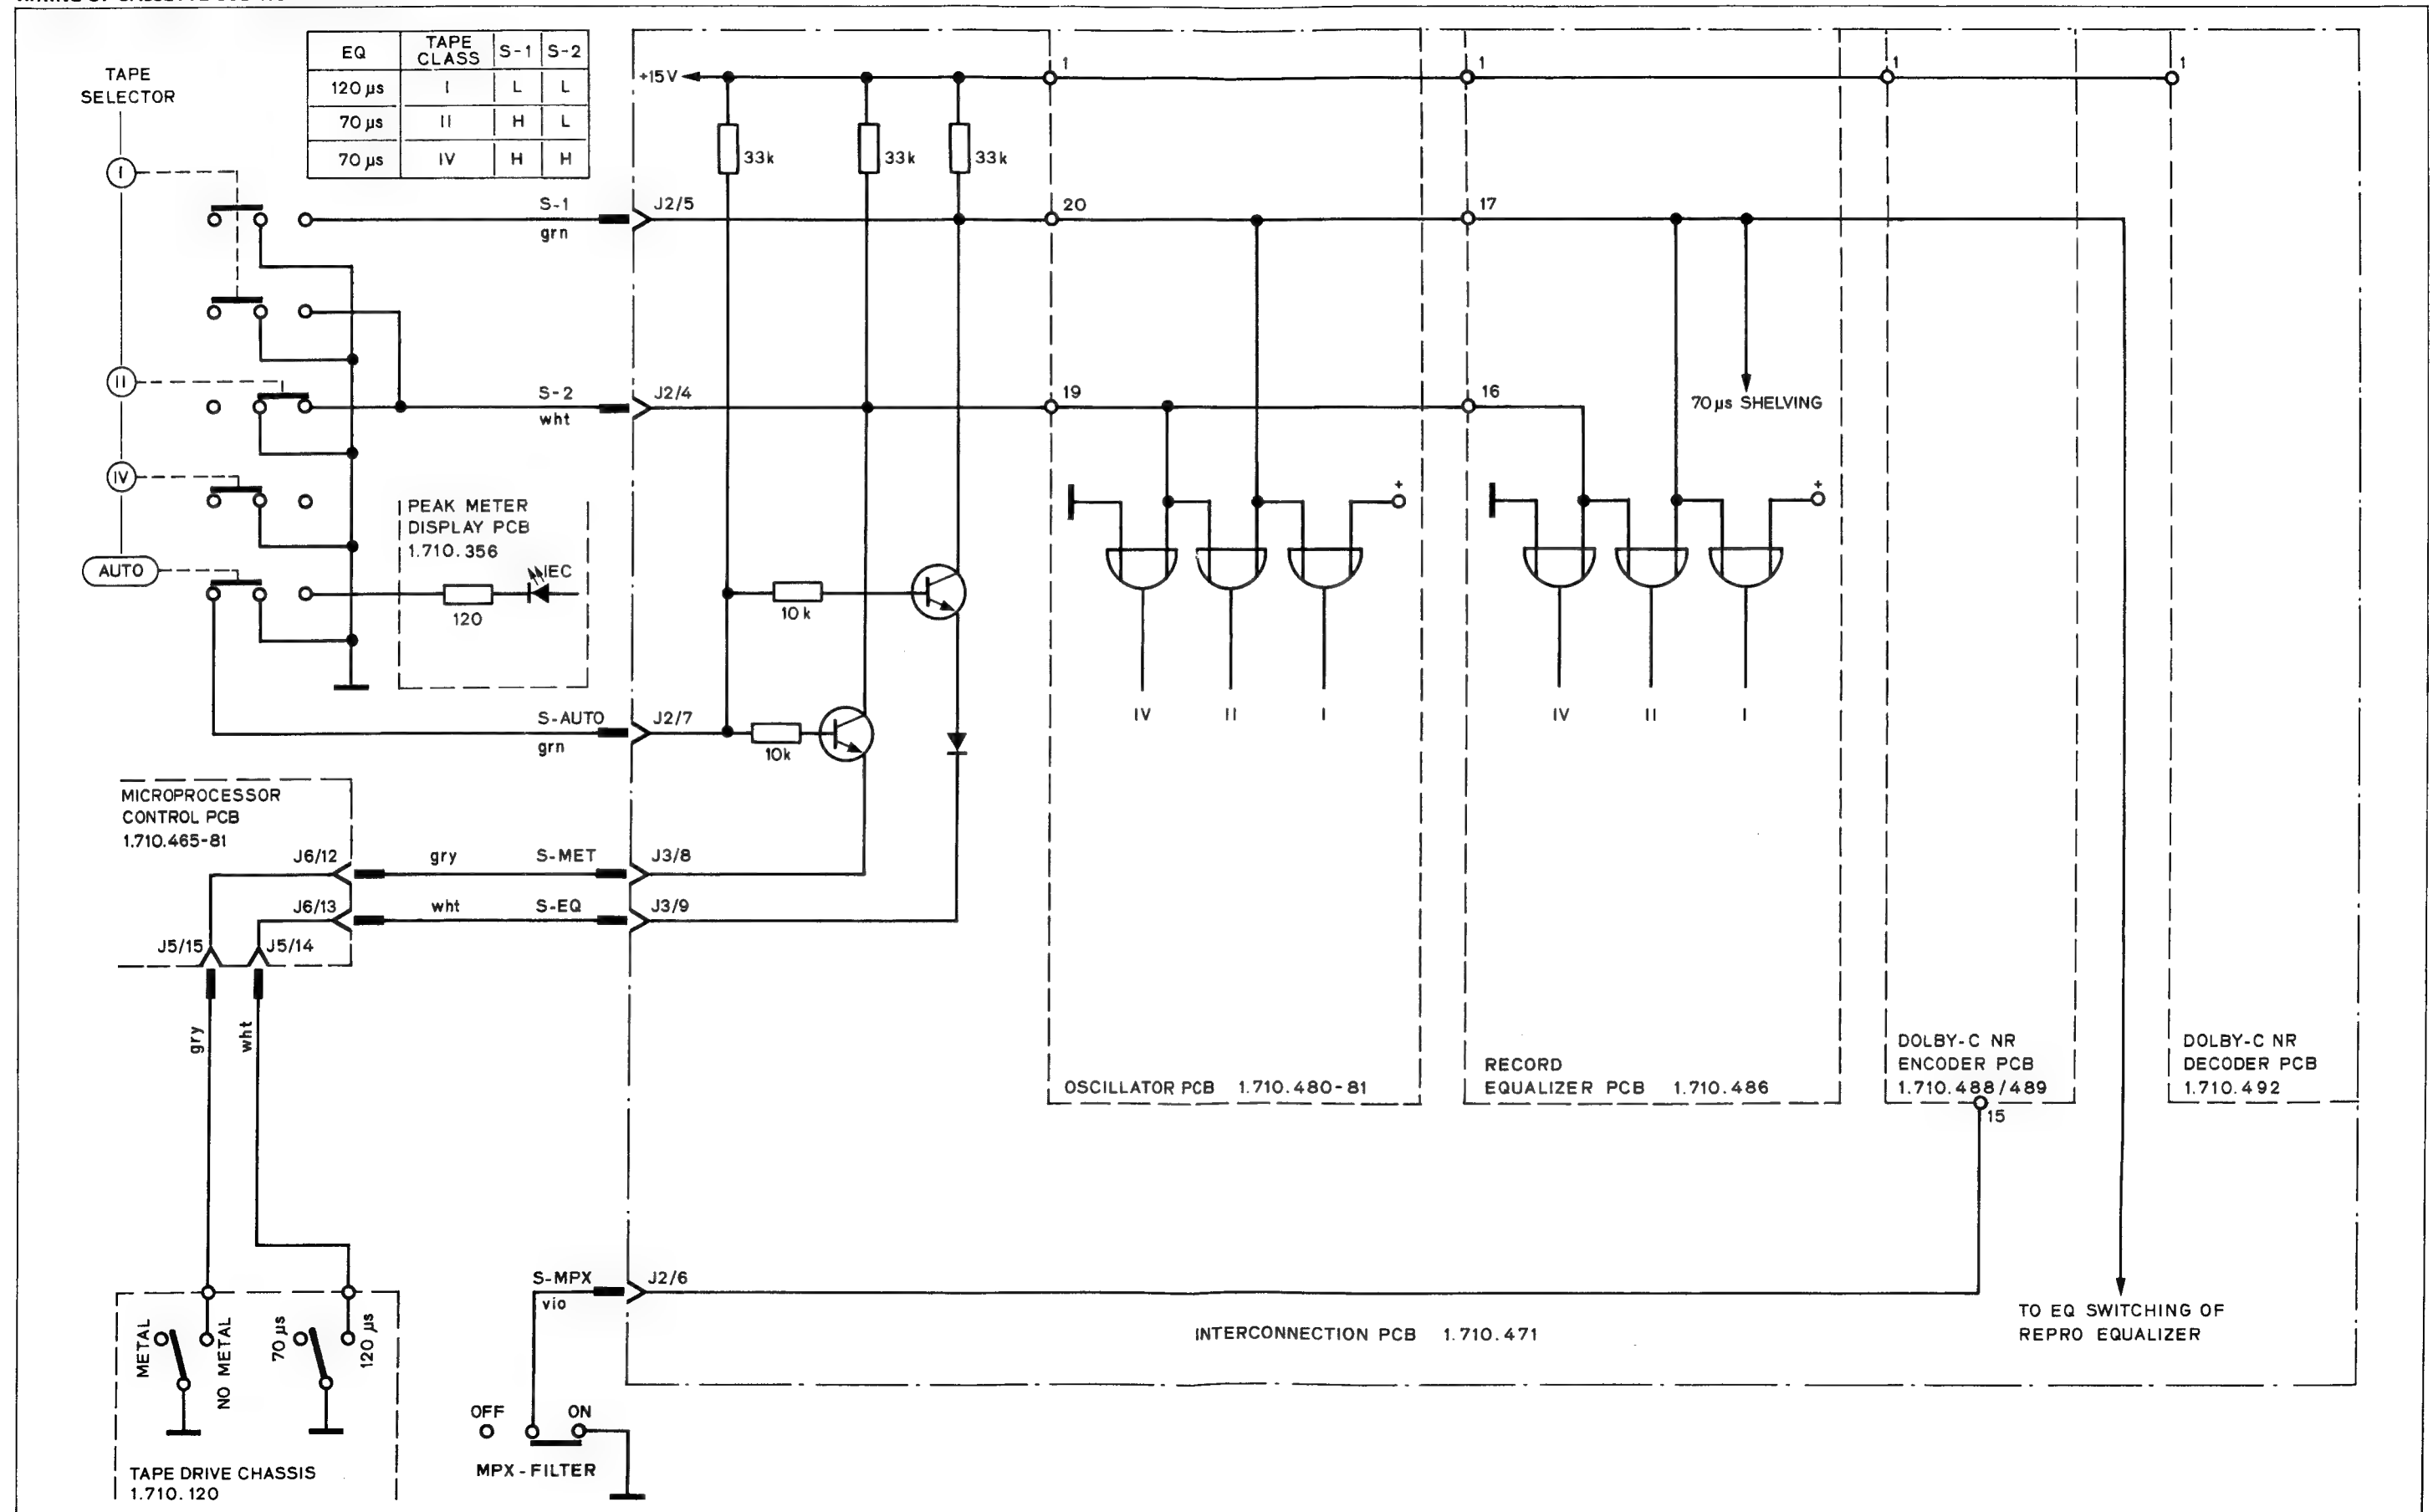 TAPE
SELECTOR
EQ TAPE CLASS S-1 S-2
120 µs I L L
70 µs II H L
70 µs IV H H
I
II
IV
AUTO
+15V
33k
33k
33k
1
1
1
1
S-1
grn
J2/5
20
17
S-2
wht
J2/4
19
16
70 µs SHELVING
PEAK METER
DISPLAY PCB
1.710.356
120
IEC
10 k
10k
+
+
IV
II
I
IV
II
I
S-AUTO
grn
J2/7
MICROPROCESSOR
CONTROL PCB
1.710.465-81
J6/12
gry
S-MET
J3/8
J6/13
wht
S-EQ
J3/9
J5/15
J5/14
gry
wht
OSCILLATOR PCB 1.710.480-81
RECORD
EQUALIZER PCB 1.710.486
DOLBY-C NR
ENCODER PCB
1.710.488/489
15
DOLBY-C NR
DECODER PCB
1.710.492
S-MPX
vio
J2/6
INTERCONNECTION PCB 1.710.471
TO EQ SWITCHING OF
REPRO EQUALIZER
METAL
NO METAL
70 µs
120 µs
TAPE DRIVE CHASSIS
1.710.120
OFF
ON
MPX-FILTER